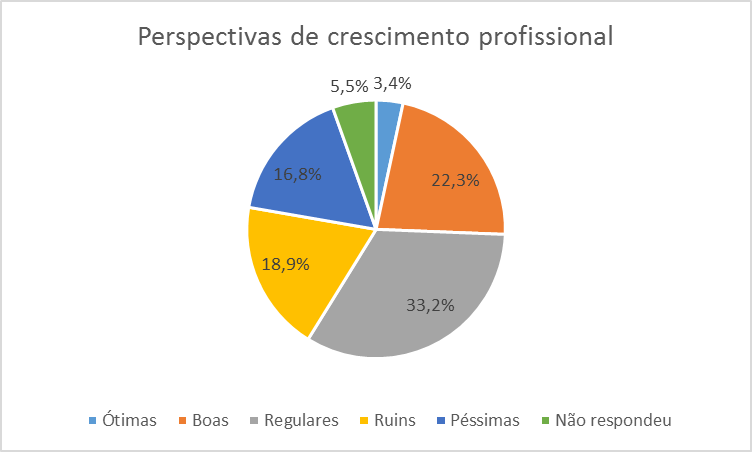 Perspectivas de crescimento profissional
5,5% 3,4%
16,8% 22,3%
18,9%
33,2%
Ótimas Boas Regulares Ruins Péssimas Não respondeu